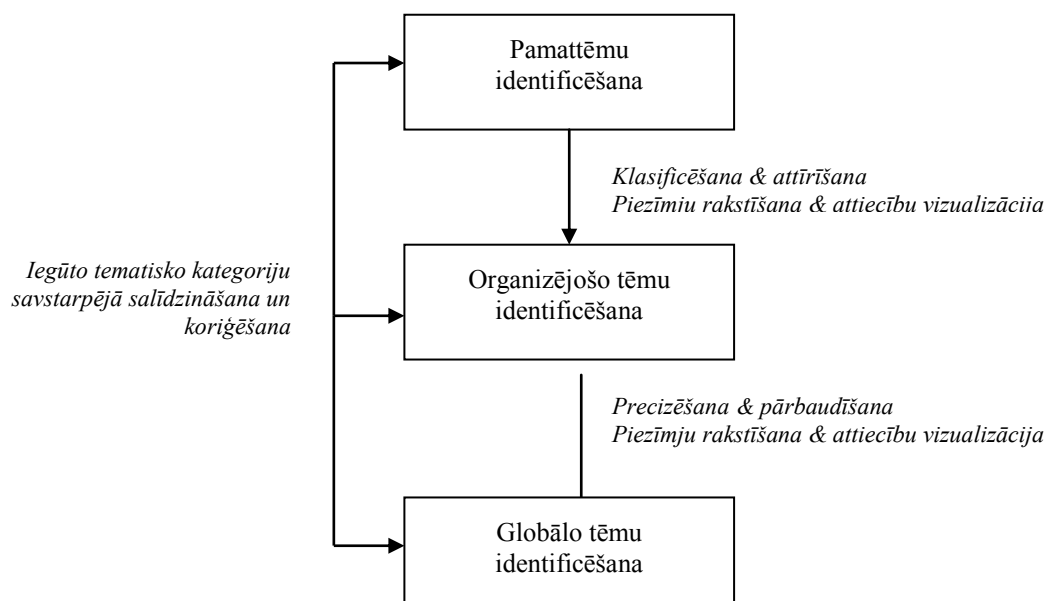 Pamattēmu
identificēšana
Klasificēšana & attīrīšana
Piezīmiu rakstīšana & attiecību vizualizāciia
Iegūto tematisko kategoriju
savstarpējā salīdzināšana un
koriģēšana
Organizējošo tēmu
identificēšana
Precizēšana & pārbaudīšana
Piezīmju rakstīšana & attiecību vizualizācija
Globālo tēmu
identificēšana